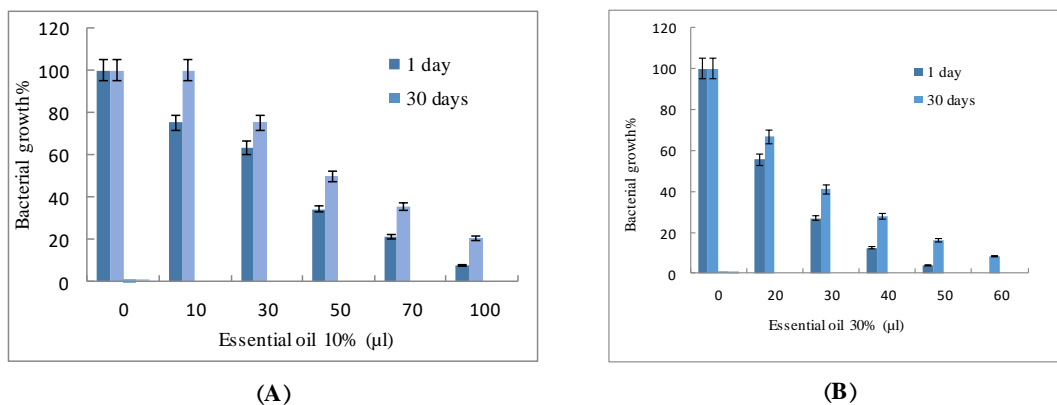 120
100
80
60
40
20
0
Bacterial growth%
1 day
30 days
0 10 30 50 70 100
Essential oil 10% (µl)
(A)
120
100
80
60
40
20
0
Bacterial growth%
1 day
30 days
0 20 30 40 50 60
Essential oil 30% (µl)
(B)